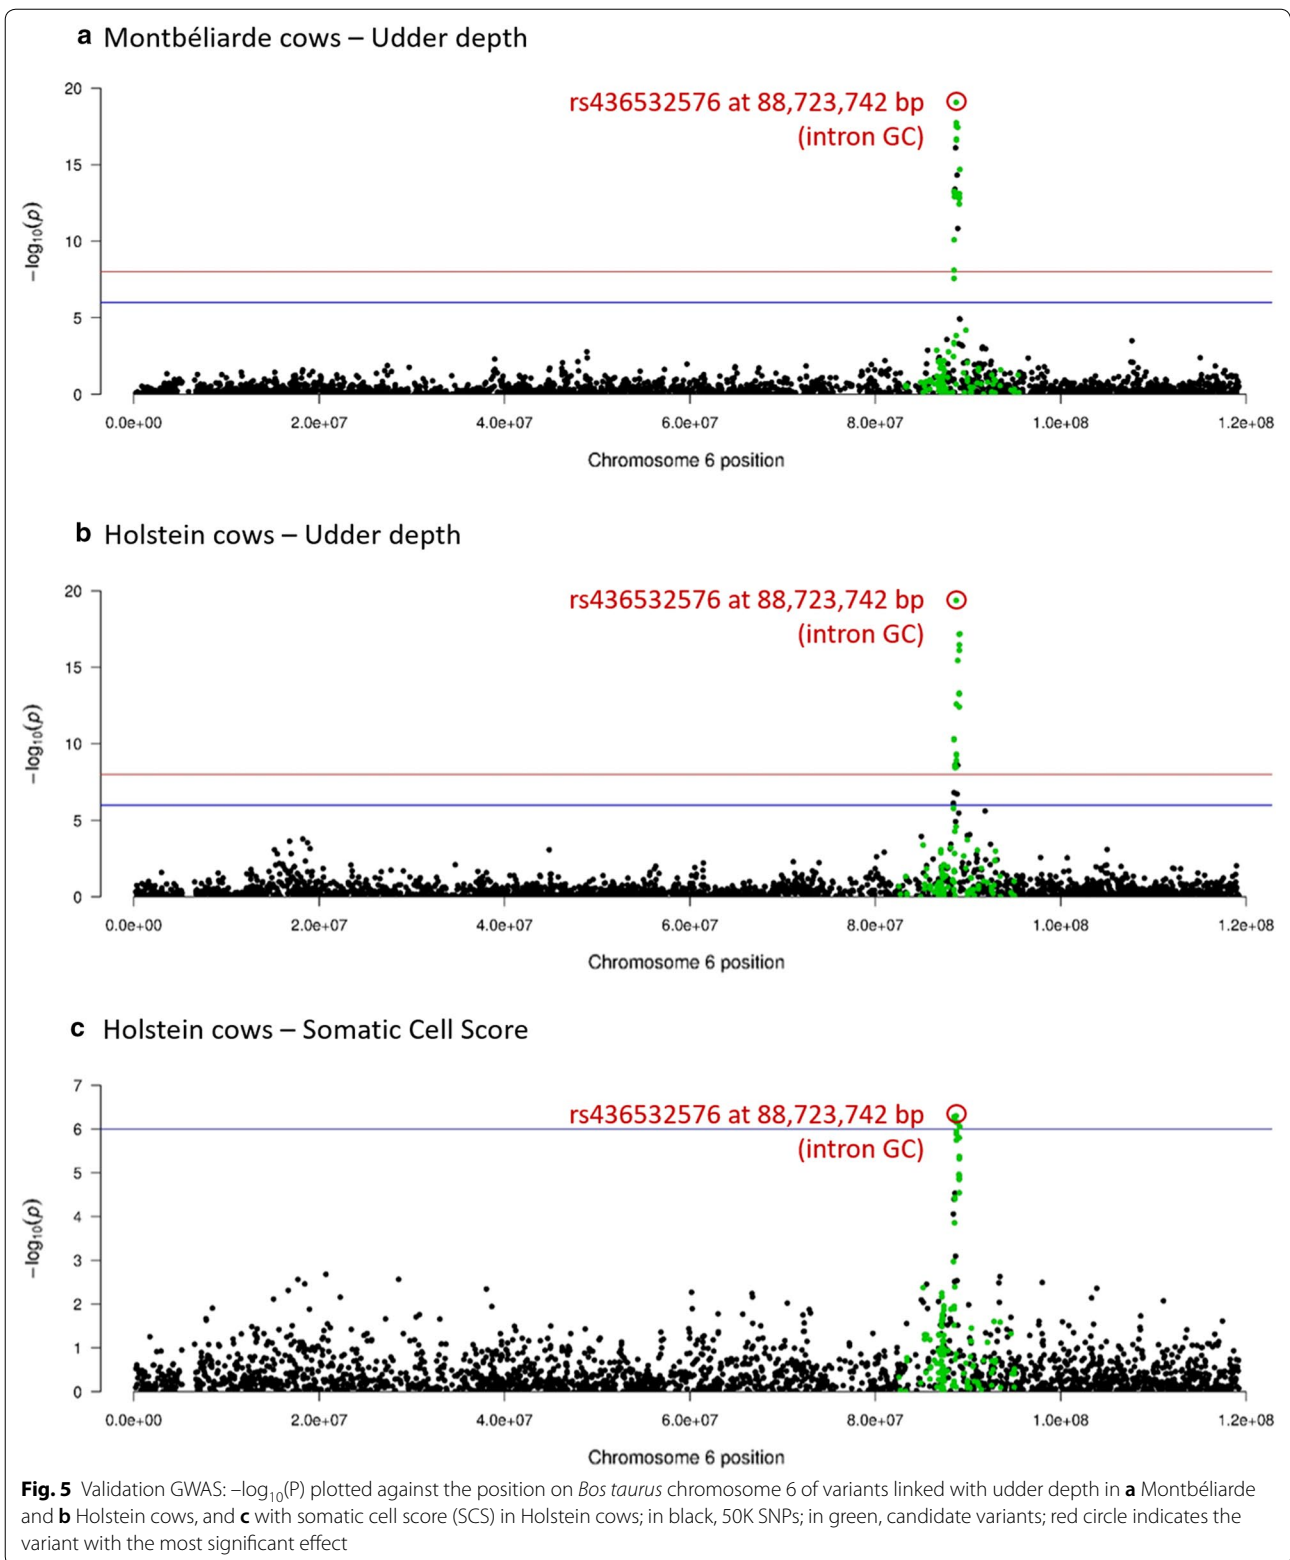 a Montbéliarde cows – Udder depth
20
15
10
5
0
−log10(p)
rs436532576 at 88,723,742 bp
(intron GC)
0.0e+00 2.0e+07 4.0e+07 6.0e+07 8.0e+07 1.0e+08 1.2e+08
Chromosome 6 position
b Holstein cows – Udder depth
20
15
10
5
0
−log10(p)
rs436532576 at 88,723,742 bp
(intron GC)
0.0e+00 2.0e+07 4.0e+07 6.0e+07 8.0e+07 1.0e+08 1.2e+08
Chromosome 6 position
c Holstein cows – Somatic Cell Score
7
6
5
4
3
2
1
0
−log10(p)
rs436532576 at 88,723,742 bp
(intron GC)
0.0e+00 2.0e+07 4.0e+07 6.0e+07 8.0e+07 1.0e+08 1.2e+08
Chromosome 6 position
Fig. 5 Validation GWAS: –log10(P) plotted against the position on Bos taurus chromosome 6 of variants linked with udder depth in a Montbéliarde
and b Holstein cows, and c with somatic cell score (SCS) in Holstein cows; in black, 50K SNPs; in green, candidate variants; red circle indicates the
variant with the most significant effect